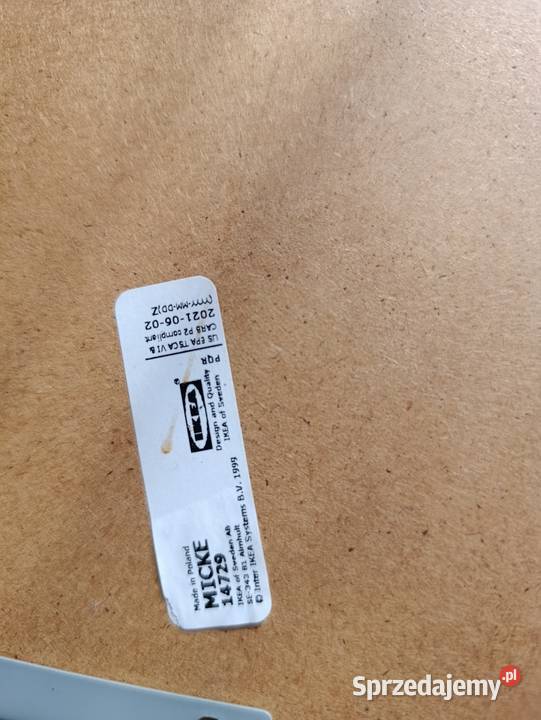 Made in Poland
MICKE
14729
IKEA of Sweden AB
SE-343 81 Älmhult
© Inter IKEA Systems B.V. 1999
IKEA®
Design and Quality
IKEA of Sweden
PQR
US EPA TSCA VI &
CARB P2 compliant
2021-06-02
(YYYY-MM-DD)Z
Sprzedajemy.pl